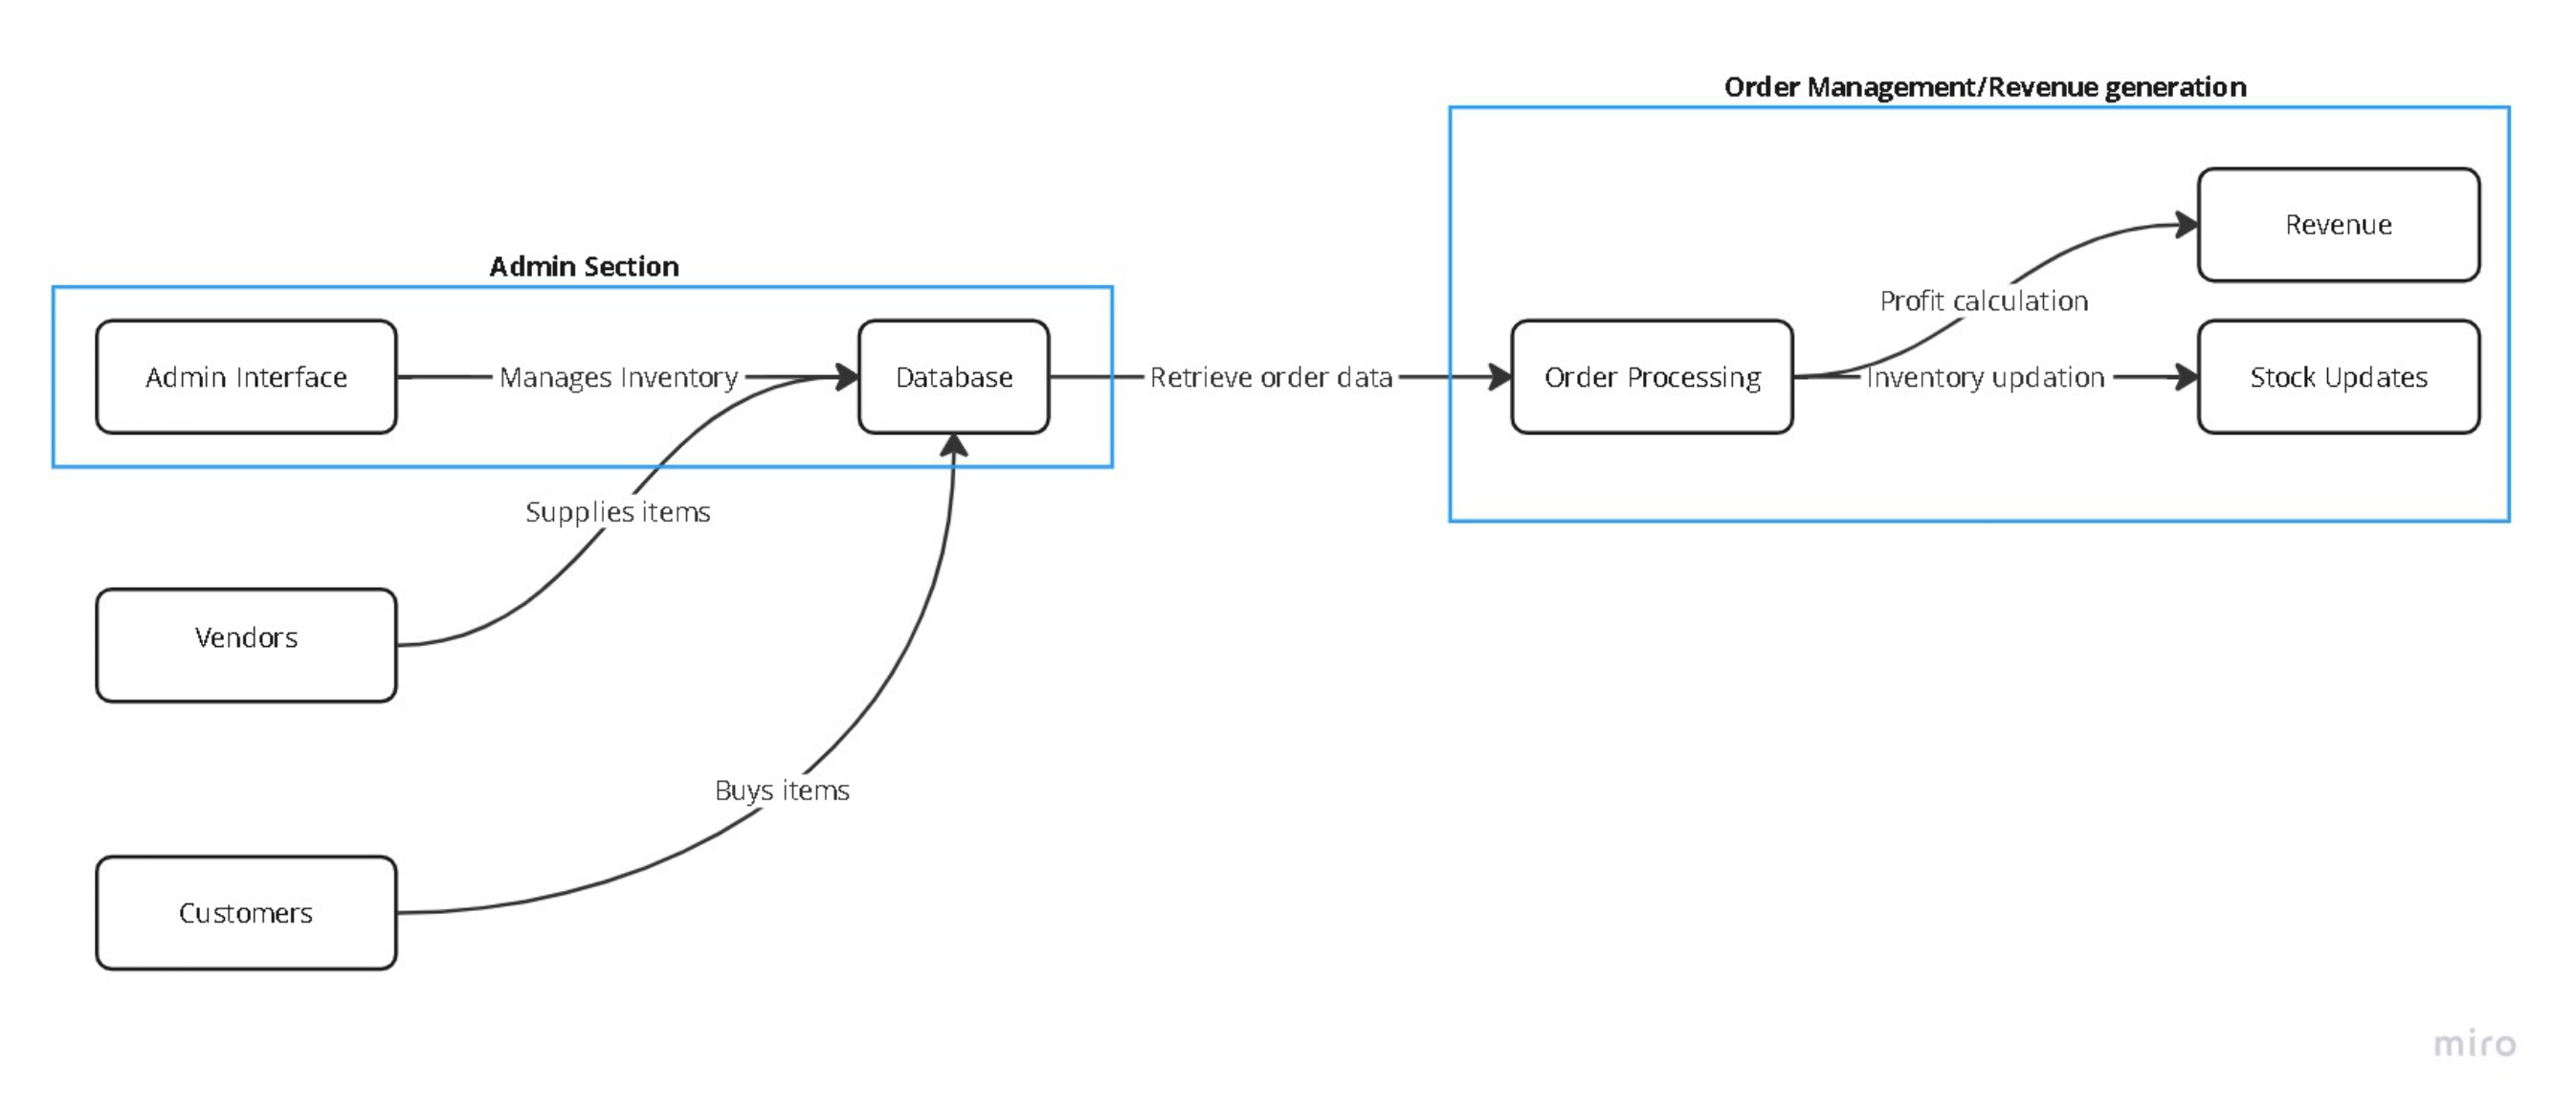 Order Management/Revenue generation
Revenue
Admin Section
Profit calculation
Admin Interface
Manages Inventory
Database
Retrieve order data
Order Processing
Inventory updation
Stock Updates
Supplies items
Vendors
Buys items
Customers
miro